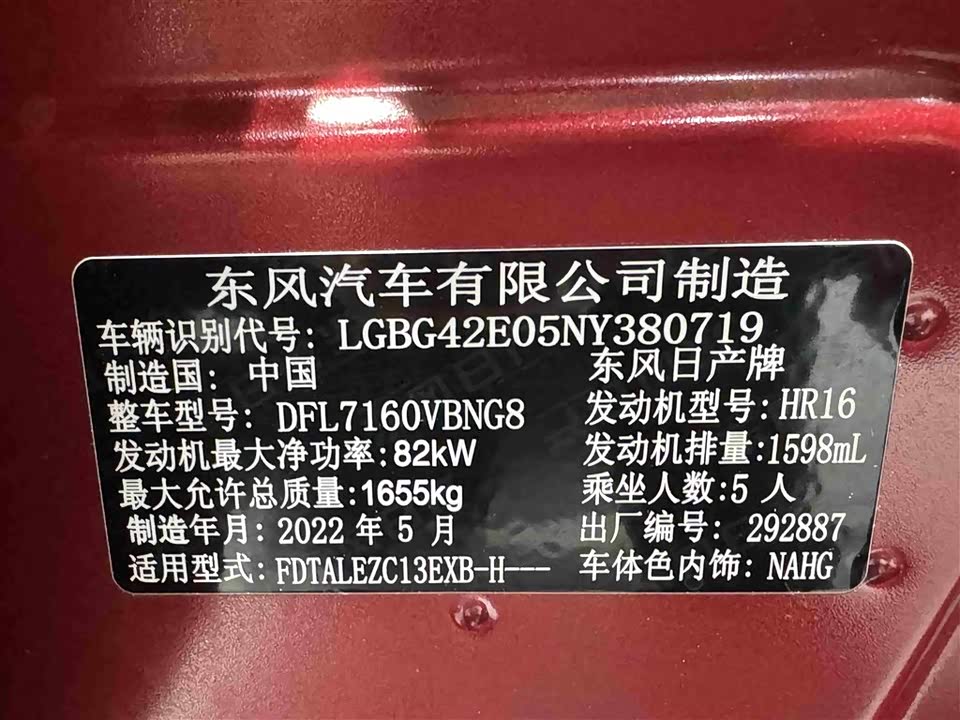 东风汽车有限公司制造
车辆识别代号: LGBG42E05NY380719
制造国: 中国 东风日产牌
整车型号: DFL7160VBNG8 发动机型号: HR16
发动机最大净功率:82kW 发动机排量:1598mL
最大允许总质量:1655kg 乘坐人数:5 人
制造年月: 2022 年 5 月 出厂编号: 292887
适用型式: FDTALEZC13EXB-H--- 车体色内饰: NAHG